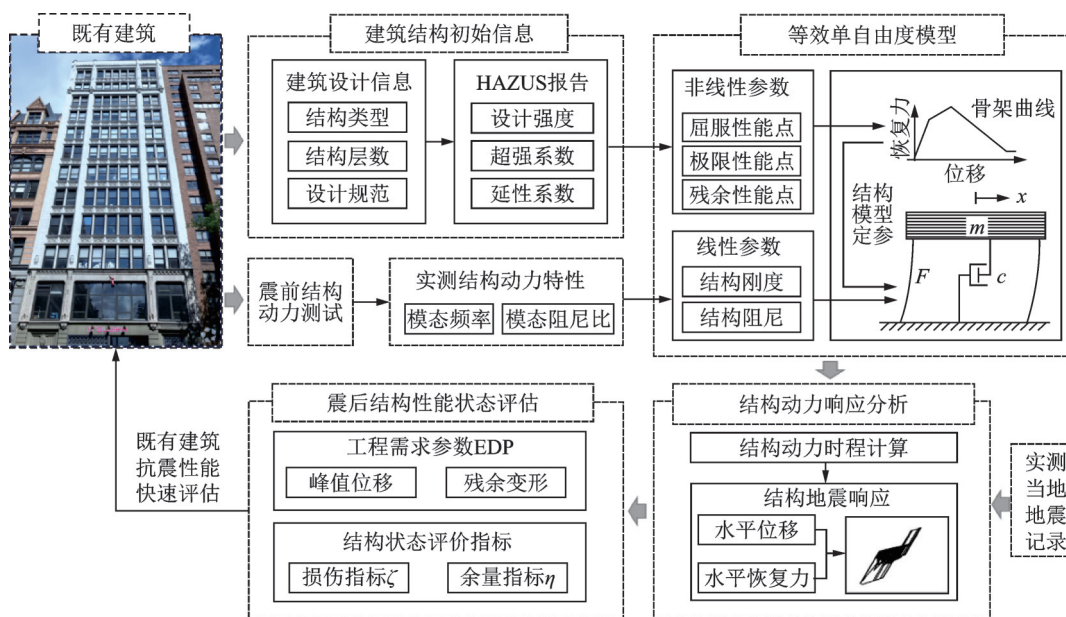 既有建筑
建筑结构初始信息
建筑设计信息
结构类型
结构层数
设计规范
HAZUS报告
设计强度
超强系数
延性系数
等效单自由度模型
非线性参数
屈服性能点
极限性能点
残余性能点
恢复力
骨架曲线
位移
结构
模型
定参
x
m
F
c
线性参数
结构刚度
结构阻尼
震前结构
动力测试
实测结构动力特性
模态频率
模态阻尼比
结构动力响应分析
结构动力时程计算
结构地震响应
水平位移
水平恢复力
实测
当地
地震
记录
震后结构性能状态评估
工程需求参数EDP
峰值位移
残余变形
结构状态评价指标
损伤指标ζ
余量指标η
既有建筑
抗震性能
快速评估